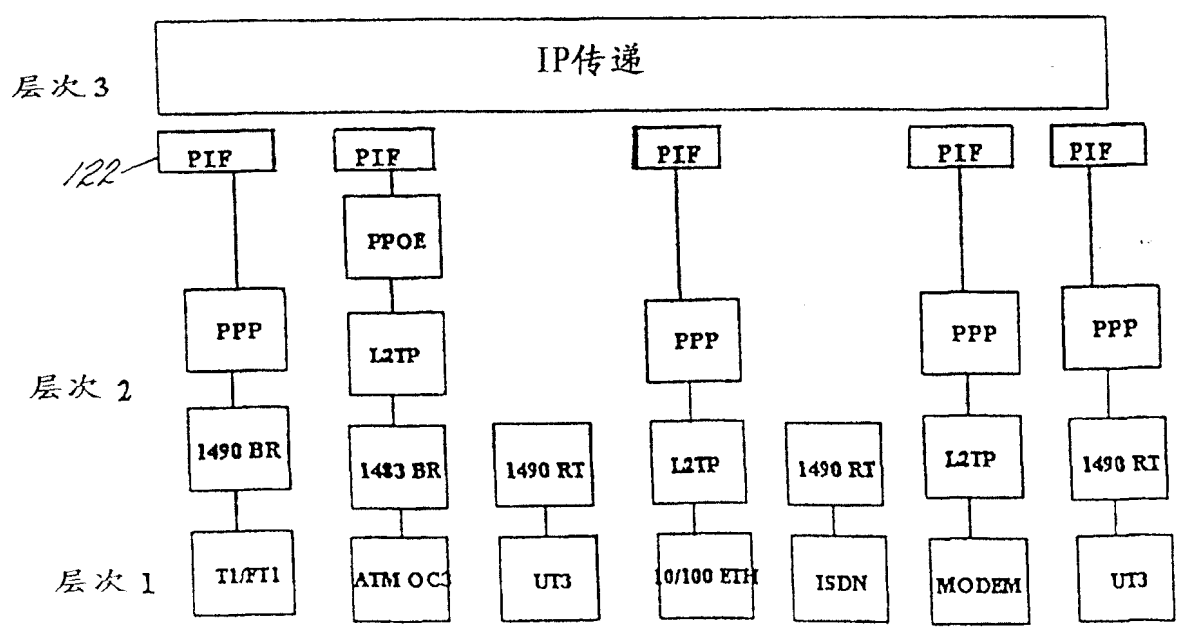 IP传递
层次3
PIF
PIF
PIF
PIF
PIF
122
PPOE
PPP
L2TP
PPP
PPP
PPP
层次 2
1490 BR
1483 BR
1490 RT
L2TP
1490 RT
L2TP
1490 RT
层次 1
T1/FT1
ATM OC3
UT3
10/100 ETH
ISDN
MODEM
UT3